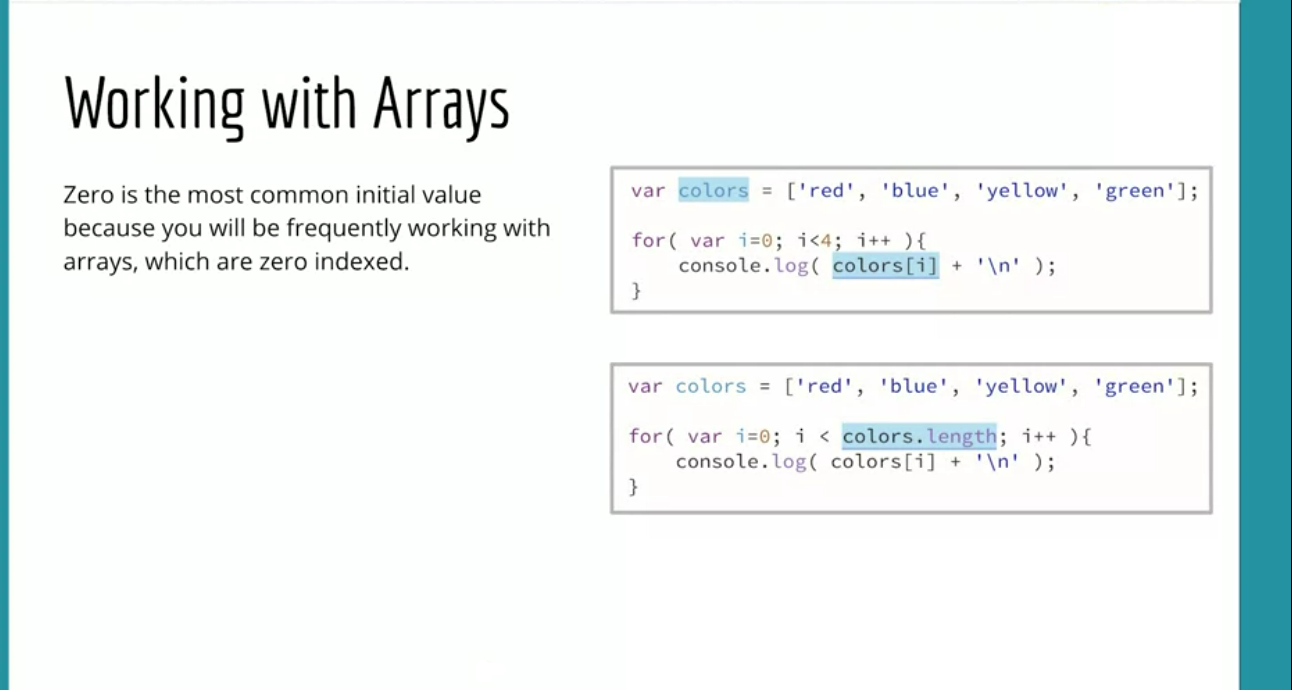 Working with Arrays
Zero is the most common initial value
because you will be frequently working with
arrays, which are zero indexed.
var colors = ['red', 'blue', 'yellow', 'green'];
for( var i=0; i<4; i++ ){
    console.log( colors[i] + '\n' );
}
var colors = ['red', 'blue', 'yellow', 'green'];
for( var i=0; i < colors.length; i++ ){
    console.log( colors[i] + '\n' );
}